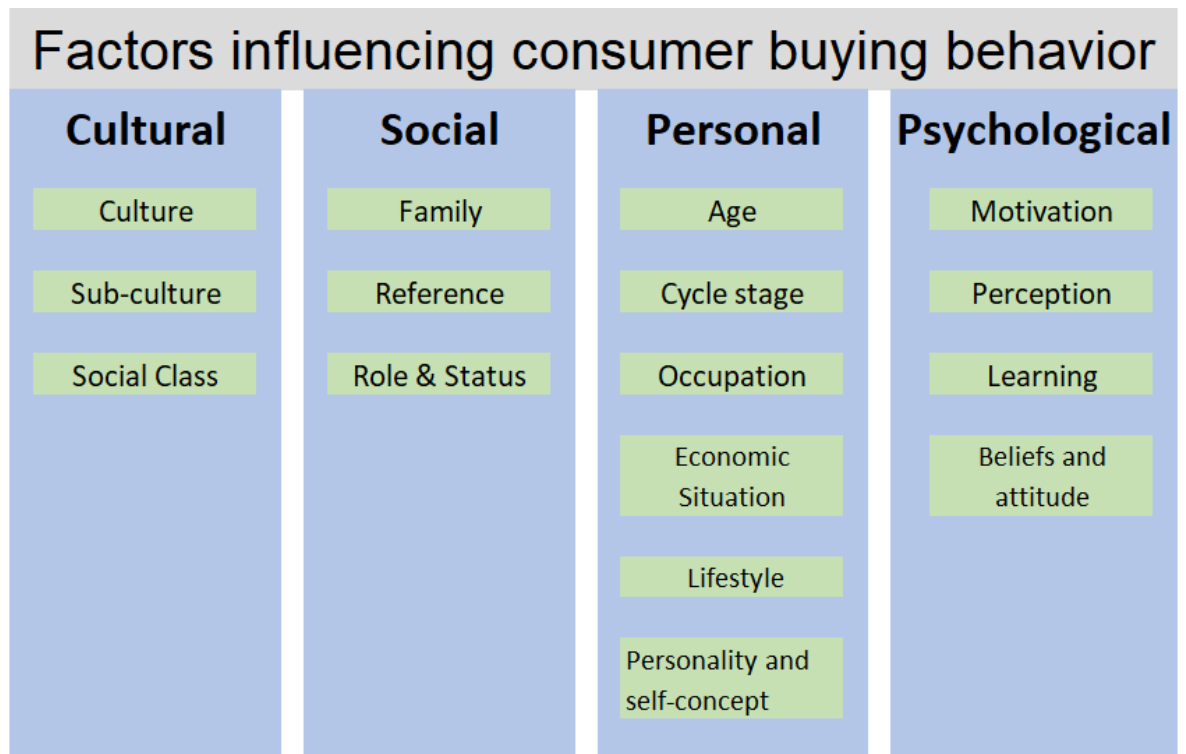 Factors influencing consumer buying behavior
Cultural
Culture
Sub-culture
Social Class
Social
Family
Reference
Role & Status
Personal
Age
Cycle stage
Occupation
Economic
Situation
Lifestyle
Personality and
self-concept
Psychological
Motivation
Perception
Learning
Beliefs and
attitude